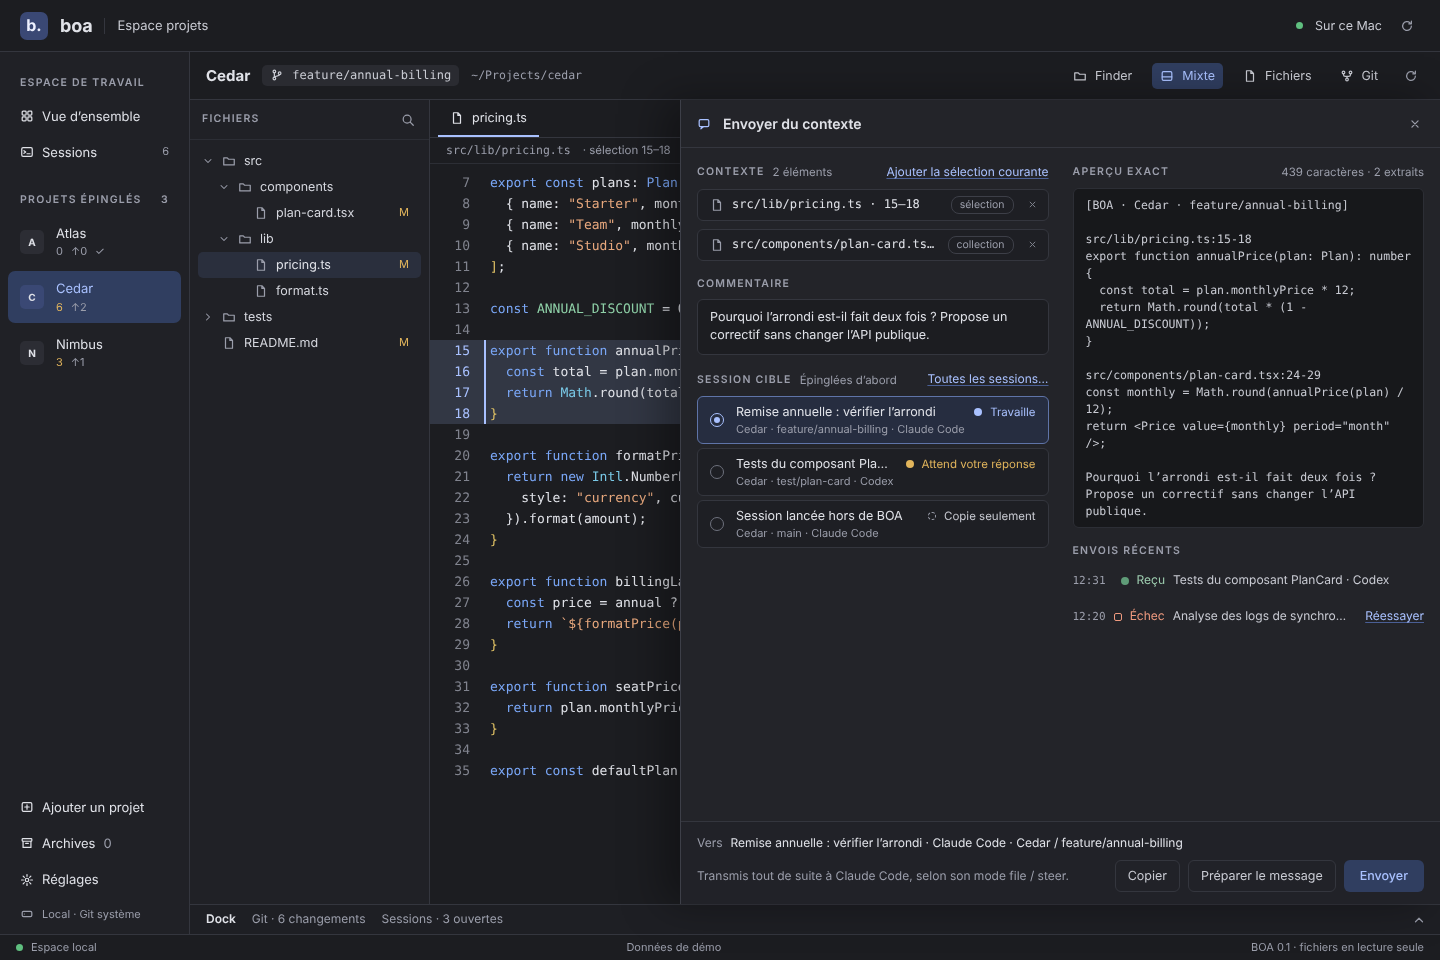 b. boa Espace projets
Sur ce Mac
ESPACE DE TRAVAIL
Vue d’ensemble
Sessions 6
PROJETS ÉPINGLÉS 3
A Atlas
0 ↑0 ✓
C Cedar
6 ↑2
N Nimbus
3 ↑1
Ajouter un projet
Archives 0
Réglages
Local · Git système
Cedar feature/annual-billing ~/Projects/cedar
Finder Mixte Fichiers Git
FICHIERS
src
components
plan-card.tsx M
lib
pricing.ts M
format.ts
tests
README.md M
pricing.ts
src/lib/pricing.ts · sélection 15–18
7 export const plans: Plan
8 { name: "Starter", mont
9 { name: "Team", monthly
10 { name: "Studio", month
11 ];
12
13 const ANNUAL_DISCOUNT =
14
15 export function annualPri
16 const total = plan.mont
17 return Math.round(total
18 }
19
20 export function formatPri
21 return new Intl.Number
22 style: "currency", cu
23 }).format(amount);
24 }
25
26 export function billingLa
27 const price = annual ?
28 return `${formatPrice(p
29 }
30
31 export function seatPrice
32 return plan.monthlyPric
33 }
34
35 export const defaultPlan
Envoyer du contexte
CONTEXTE 2 éléments Ajouter la sélection courante
src/lib/pricing.ts · 15–18 sélection
src/components/plan-card.ts… collection
COMMENTAIRE
Pourquoi l’arrondi est-il fait deux fois ? Propose un
correctif sans changer l’API publique.
SESSION CIBLE Épinglées d’abord Toutes les sessions…
Remise annuelle : vérifier l’arrondi Travaille
Cedar · feature/annual-billing · Claude Code
Tests du composant Pla… Attend votre réponse
Cedar · test/plan-card · Codex
Session lancée hors de BOA Copie seulement
Cedar · main · Claude Code
APERÇU EXACT 439 caractères · 2 extraits
[BOA · Cedar · feature/annual-billing]
src/lib/pricing.ts:15-18
export function annualPrice(plan: Plan): number
{
const total = plan.monthlyPrice * 12;
return Math.round(total * (1 -
ANNUAL_DISCOUNT));
}
src/components/plan-card.tsx:24-29
const monthly = Math.round(annualPrice(plan) /
12);
return <Price value={monthly} period="month"
/>;
Pourquoi l’arrondi est-il fait deux fois ?
Propose un correctif sans changer l’API
publique.
ENVOIS RÉCENTS
12:31 Reçu Tests du composant PlanCard · Codex
12:20 Échec Analyse des logs de synchro… Réessayer
Vers Remise annuelle : vérifier l’arrondi · Claude Code · Cedar / feature/annual-billing
Transmis tout de suite à Claude Code, selon son mode file / steer.
Copier Préparer le message Envoyer
Dock Git · 6 changements Sessions · 3 ouvertes
Espace local
Données de démo
BOA 0.1 · fichiers en lecture seule